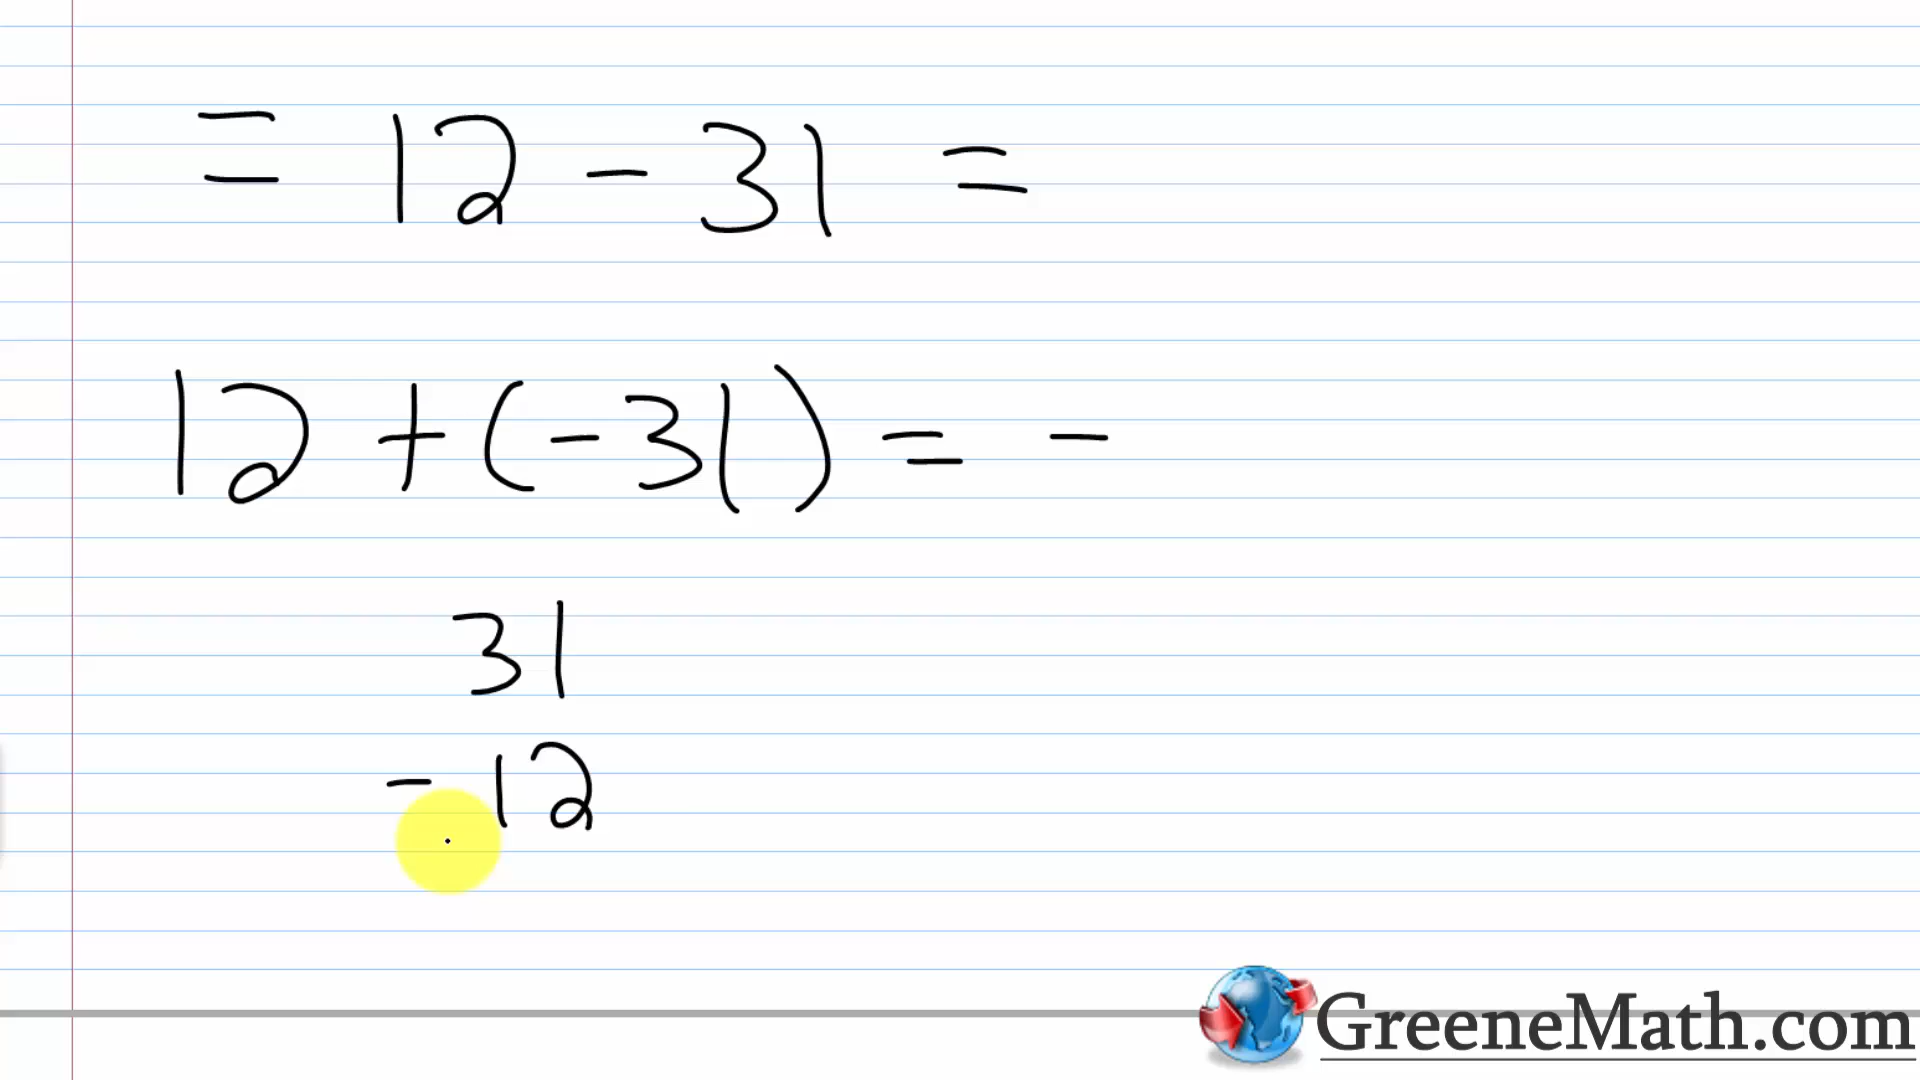 = 12 - 31 =
12 + (-31) = -
31
- 12
GreeneMath.com